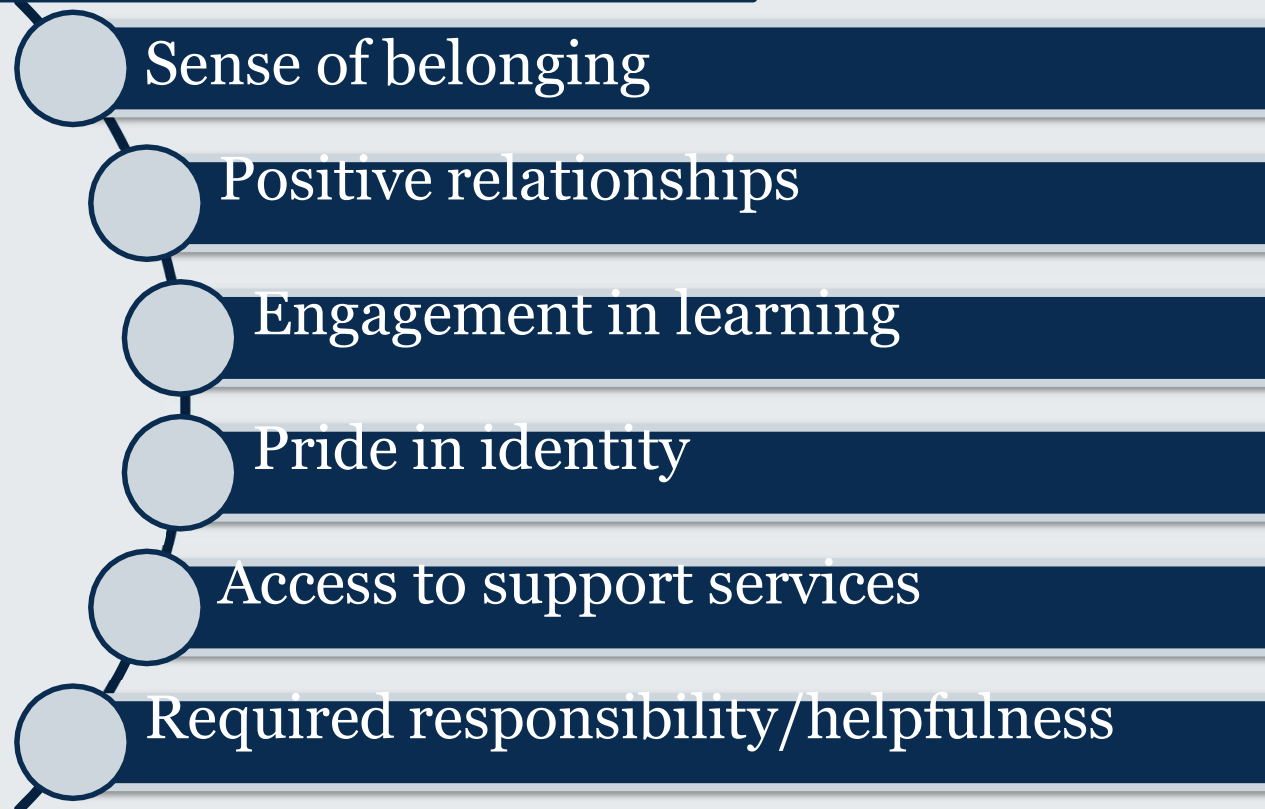 Sense of belonging
Positive relationships
Engagement in learning
Pride in identity
Access to support services
Required responsibility/helpfulness